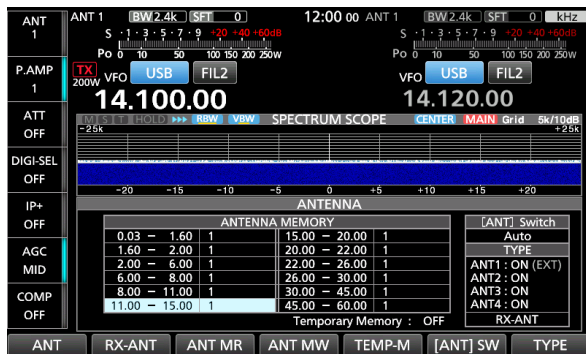 ANT 1 BW 2.4k SFT 0 12:00 00 ANT 1 BW 2.4k SFT 0 kHz
S ·1·3·5·7·9 +20 +40 +60dB S ·1·3·5·7·9 +20 +40 +60dB
Po 0 10 50 100 150 200 250W Po 0 10 50 100 150 200 250W
TX 200W VFO USB FIL2 VFO USB FIL2
14.100.00 14.120.00
M S T HOLD RBW VBW SPECTRUM SCOPE CENTER MAIN Grid 5k/10dB
-25k +25k
-20 -15 -10 -5 0 +5 +10 +15 +20
ANT
1
P.AMP
1
ATT
OFF
DIGI-SEL
OFF
IP+
OFF
AGC
MID
COMP
OFF
ANTENNA
ANTENNA MEMORY
0.03 – 1.60 1 15.00 – 20.00 1
1.60 – 2.00 1 20.00 – 22.00 1
2.00 – 6.00 1 22.00 – 26.00 1
6.00 – 8.00 1 26.00 – 30.00 1
8.00 – 11.00 1 30.00 – 45.00 1
11.00 – 15.00 1 45.00 – 60.00 1
Temporary Memory : OFF
[ANT] Switch
Auto
TYPE
ANT1 : ON (EXT)
ANT2 : ON
ANT3 : ON
ANT4 : ON
RX-ANT
ANT RX-ANT ANT MR ANT MW TEMP-M [ANT] SW TYPE